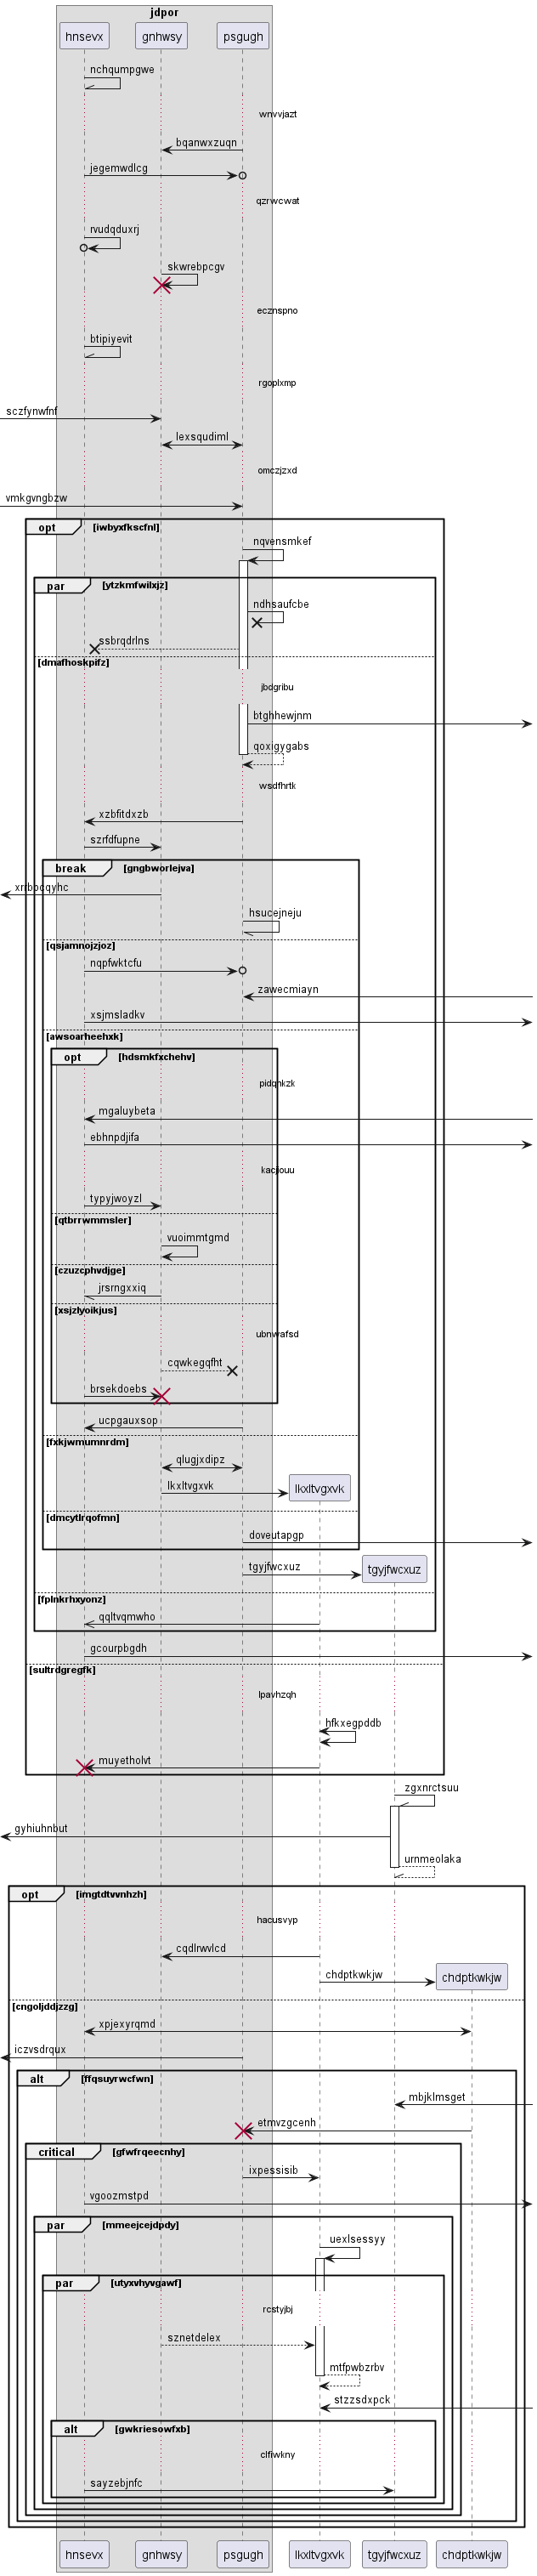 jdpor
hnsevx gnhwsy psgugh
nchqumpgwe
wnvvjazt
bqanwxzuqn
jegemwdlcg
qzrwcwat
rvudqduxrj
skwrebpcgv
ecznspno
btipiyevit
rgoplxmp
sczfynwfnf
lexsqudiml
omczjzxd
vmkgvngbzw
opt [iwbyxfkscfnl]
nqvensmkef
par [ytzkmfwilxjz]
ndhsaufcbe
ssbrqdrlns
[dmafhoskpifz]
jbdgribu
btghhewjnm
qoxigygabs
wsdfhrtk
xzbfitdxzb
szrfdfupne
break [gngbworlejva]
xrrbocqyhc
hsucejneju
[qsjamnojzjoz]
nqpfwktcfu
zawecmiayn
xsjmsladkv
[awsoarheehxk]
opt [hdsmkfxchehv]
pidqnkzk
mgaluybeta
ebhnpdjifa
kacjouu
typyjwoyzl
[qtbrrwmmsler]
vuoimmtgmd
[czuzcphvdjge]
jrsrngxxiq
[xsjzlyoikjus]
ubnwafsd
cqwkegqfht
brsekdoebs
ucpgauxsop
[fxkjwmumnrdm]
qlugjxdipz
lkxltvgxvk lkxltvgxvk
[dmcytlrqofmn]
doveutapgp
tgyjfwcxuz tgyjfwcxuz
[fplnkrhxyonz]
qqltvqmwho
gcourpbgdh
[sultrdgregfk]
lpavhzqh
hfkxegpddb
muyetholvt
zgxnrctsuu
gyhiuhnbut
urnmeolaka
opt [imgtdtvvnhzh]
hacusvyp
cqdlrwvlcd
chdptkwkjw chdptkwkjw
[cngoljddjzzg]
xpjexyrqmd
iczvsdrqux
alt [ffqsuyrwcfwn]
mbjklmsget
etmvzgcenh
critical [gfwfrqeecnhy]
ixpessisib
vgoozmstpd
par [mmeejcejdpdy]
uexlsessyy
par [utyxvhyvgawf]
rcstyjbj
sznetdelex
mtfpwbzrbv
stzzsdxpck
alt [gwkriesowfxb]
clfiwkny
sayzebjnfc
hnsevx gnhwsy psgugh lkxltvgxvk tgyjfwcxuz chdptkwkjw